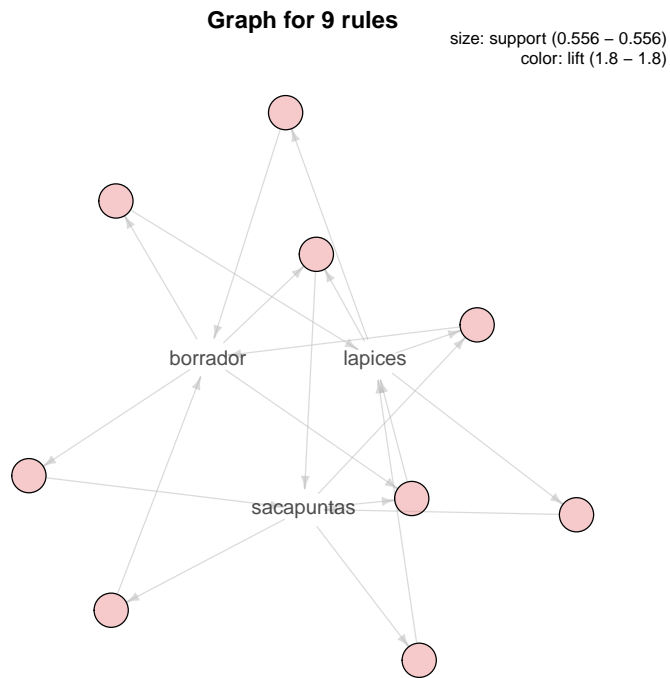 Graph for 9 rules
size: support (0.556 − 0.556)
color: lift (1.8 − 1.8)
borrador
lapices
sacapuntas